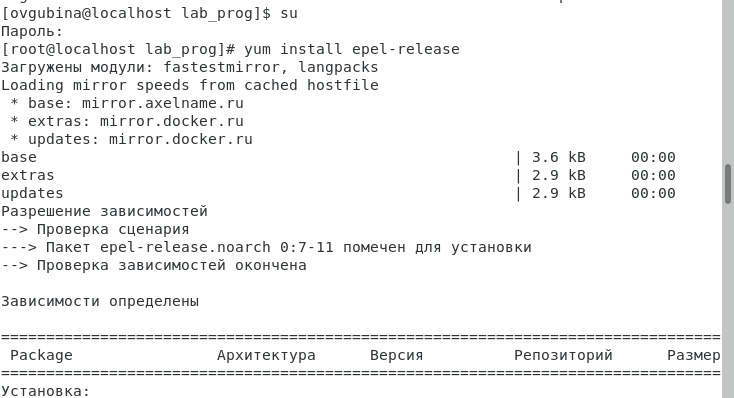 [ovgubina@localhost lab_prog]$ su
Пароль:
[root@localhost lab_prog]# yum install epel-release
Загружены модули: fastestmirror, langpacks
Loading mirror speeds from cached hostfile
 * base: mirror.axelname.ru
 * extras: mirror.docker.ru
 * updates: mirror.docker.ru
base                                                     | 3.6 kB     00:00
extras                                                   | 2.9 kB     00:00
updates                                                  | 2.9 kB     00:00
Разрешение зависимостей
--> Проверка сценария
---> Пакет epel-release.noarch 0:7-11 помечен для установки
--> Проверка зависимостей окончена

Зависимости определены

================================================================================
 Package                Архитектура      Версия          Репозиторий      Размер
================================================================================
Установка: